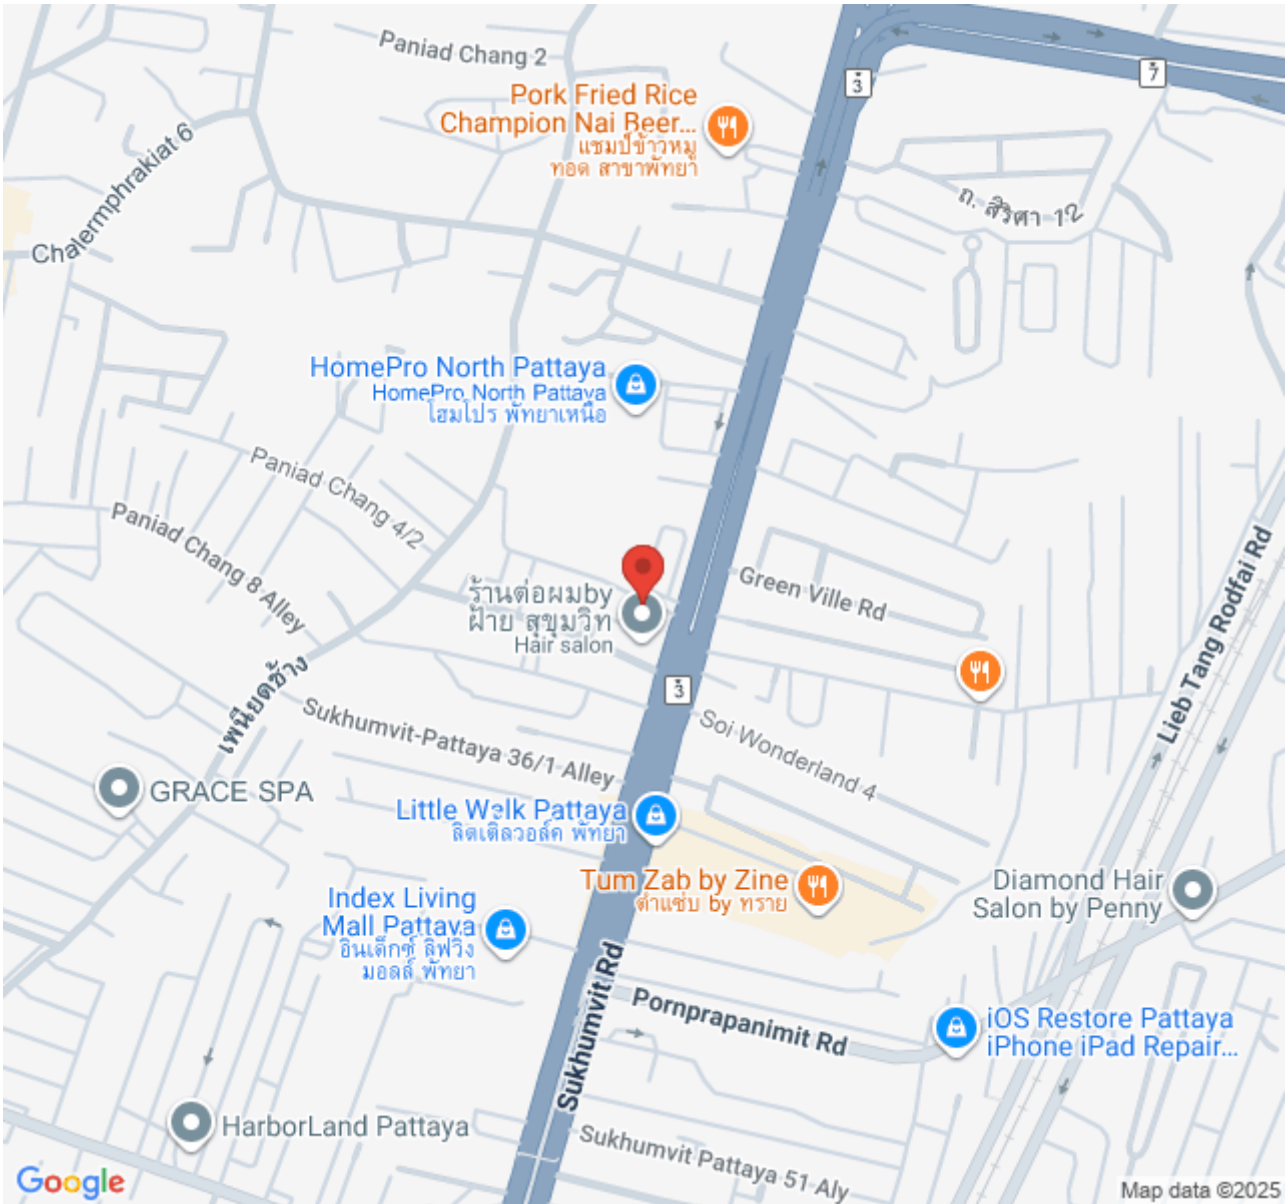 Paniad Chang 2
3
7
Pork Fried Rice
Champion Nai Beer...
แชมป์ข้าวหมู
ทอด สาขาพัทยา
Chalermphrakiat 6
ถ. สิริศา 12
HomePro North Pattaya
HomePro North Pattaya
โฮมโปร พัทยาเหนือ
Paniad Chang 4/2
Paniad Chang 8 Alley
ร้านต่อผมby
ฝ้าย สุขุมวิท
Hair salon
Green Ville Rd
Lieb Tang Rodfai Rd
เพนียดช้าง
3
Sukhumvit-Pattaya 36/1 Alley
Soi Wonderland 4
GRACE SPA
Little Walk Pattaya
ลิตเติลวอล์ค พัทยา
Tum Zab by Zine
ตำแซ่บ by ทราย
Diamond Hair
Salon by Penny
Index Living
Mall Pattaya
อินเด็กซ์ ลิฟวิง
มอลล์ พัทยา
Sukhumvit Rd
Pornprapanimit Rd
iOS Restore Pattaya
iPhone iPad Repair...
HarborLand Pattaya
Sukhumvit Pattaya 51 Aly
Google
Map data ©2025